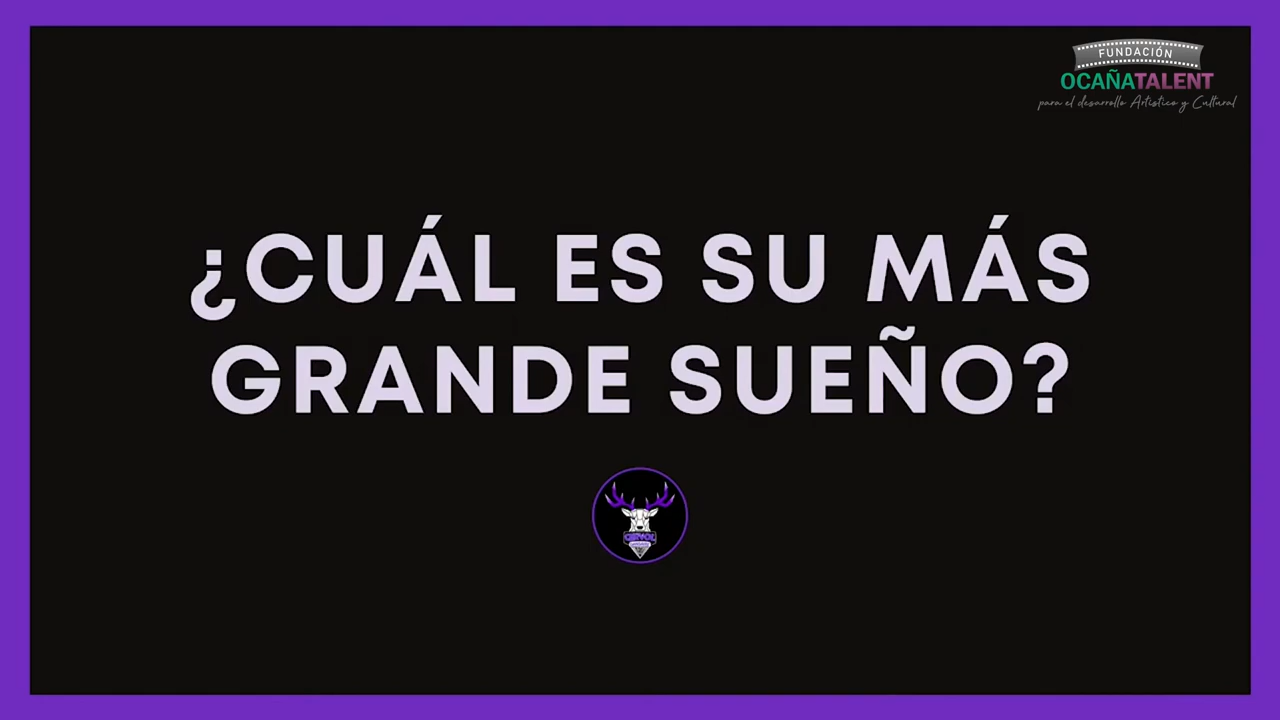 FUNDACIÓN
OCAÑATALENT
para el desarrollo Artístico y Cultural
¿CUÁL ES SU MÁS
GRANDE SUEÑO?